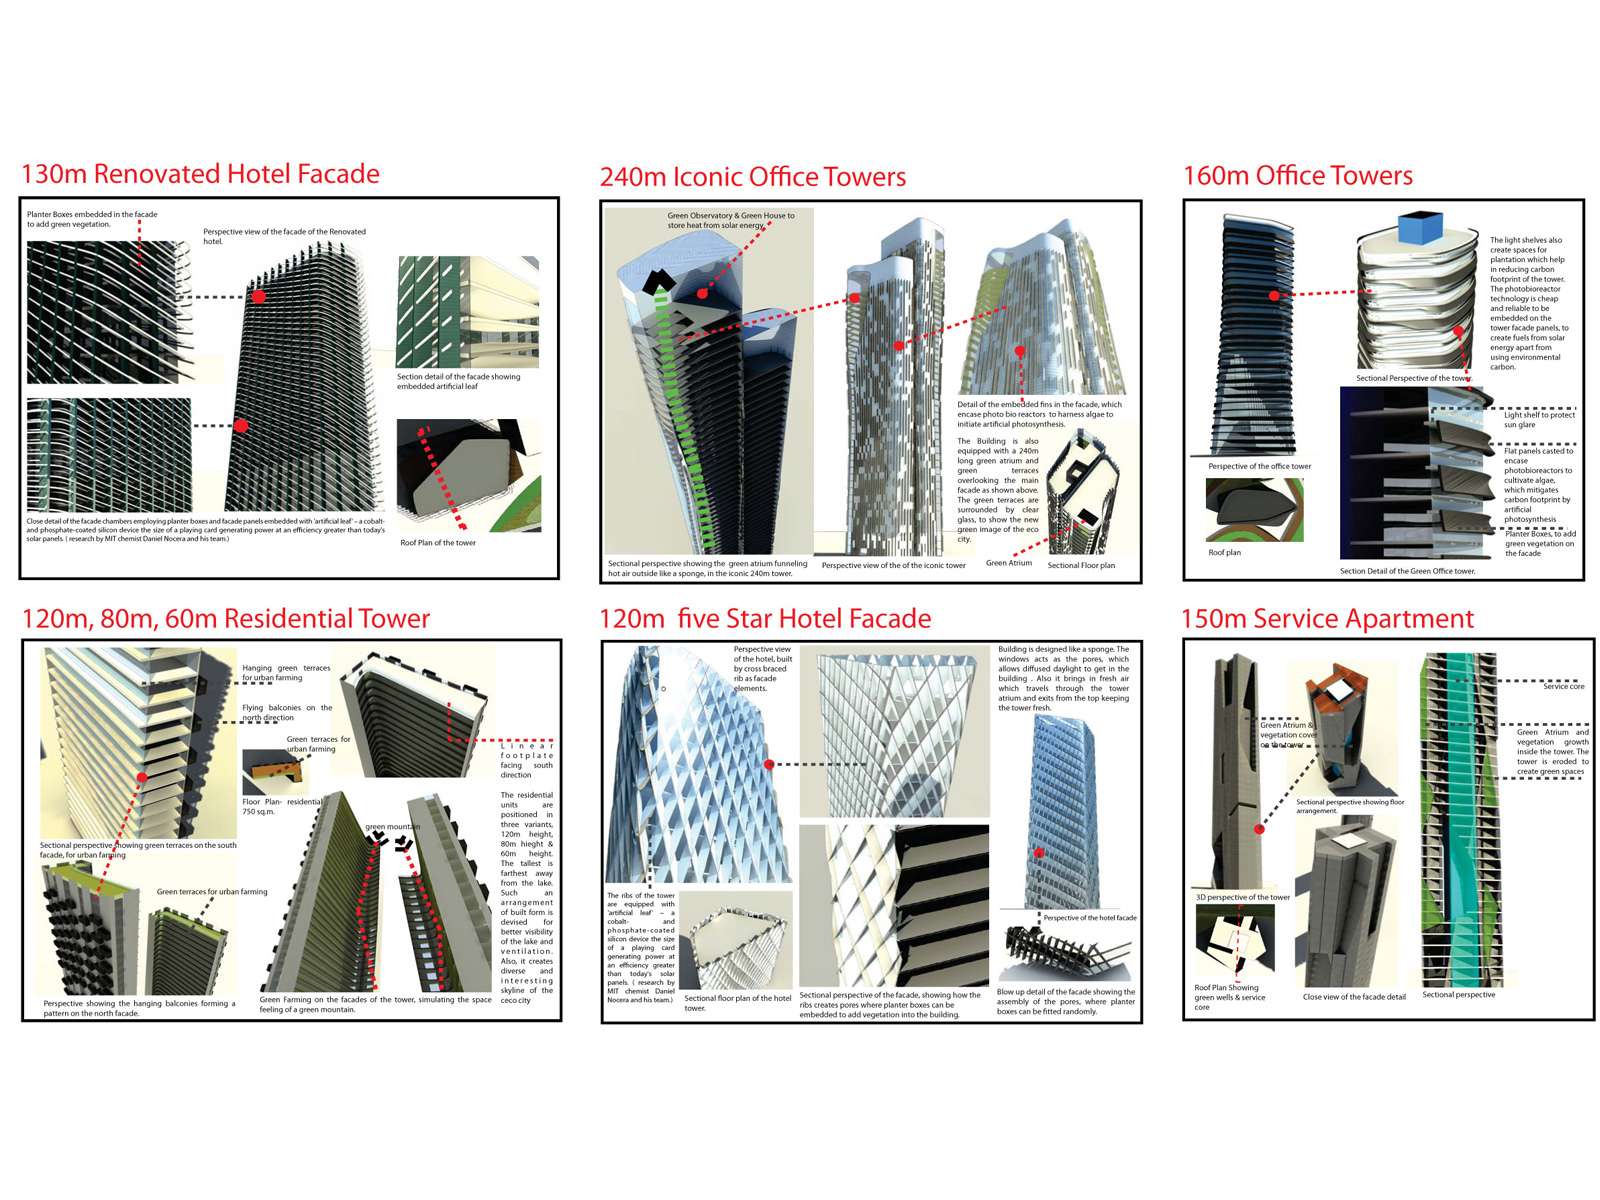 130m Renovated Hotel Facade
Planter Boxes embedded in the facade
to add green vegetation.
Perspective view of the facade of the Renovated
hotel.
Section detail of the facade showing
embedded artificial leaf
Close detail of the facade chambers employing planter boxes and facade panels embedded with 'artificial leaf' – a cobalt-
and phosphate-coated silicon device the size of a playing card generating power at an efficiency greater than today's
solar panels. ( research by MIT chemist Daniel Nocera and his team.)
Roof Plan of the tower
240m Iconic Office Towers
Green Observatory & Green House to
store heat from solar energy
Detail of the embedded fins in the facade, which
encase photo bio reactors to harness algae to
initiate artificial photosynthesis.
The Building is also
equipped with a 240m
long green atrium and
green terraces
overlooking the main
facade as shown above.
The green terraces are
surrounded by clear
glass, to show the new
green image of the eco
city.
Green Atrium
Sectional Floor plan
Sectional perspective showing the green atrium funneling
hot air outside like a sponge, in the iconic 240m tower.
Perspective view of the of the iconic tower
160m Office Towers
The light shelves also
create spaces for
plantation which help
in reducing carbon
footprint of the tower.
The photobioreactor
technology is cheap
and reliable to be
embedded on the
tower facade panels, to
create fuels from solar
energy apart from
using environmental
carbon.
Sectional Perspective of the tower.
Perspective of the office tower
Light shelf to protect
sun glare
Flat panels casted to
encase
photobioreactors to
cultivate algae,
which mitigates
carbon footprint by
artificial
photosynthesis
Planter Boxes, to add
green vegetation on
the facade
Roof plan
Section Detail of the Green Office tower.
120m, 80m, 60m Residential Tower
Hanging green terraces
for urban farming
Flying balconies on the
north direction
Green terraces for
urban farming
Floor Plan- residential
750 sq.m.
Linear
footplate
facing south
direction
The residential
units are
positioned in
three variants,
120m height,
80m hieght &
60m height.
The tallest is
farthest away
from the lake.
Such an
arrangement
of built form is
devised for
better visibility
of the lake and
ventilation.
Also, it creates
diverse and
interesting
skyline of the
ceco city
green mountain
Sectional perspective showing green terraces on the south
facade, for urban farming
Green terraces for urban farming
Perspective showing the hanging balconies forming a
pattern on the north facade.
Green Farming on the facades of the tower, simulating the space
feeling of a green mountain.
120m five Star Hotel Facade
Perspective view
of the hotel, built
by cross braced
rib as facade
elements.
Building is designed like a sponge. The
windows acts as the pores, which
allows diffused daylight to get in the
building . Also it brings in fresh air
which travels through the tower
atrium and exits from the top keeping
the tower fresh.
The ribs of the tower
are equipped with
'artificial leaf' – a
cobalt- and
phosphate-coated
silicon device the size
of a playing card
generating power at
an efficiency greater
than today's solar
panels. ( research by
MIT chemist Daniel
Nocera and his team.)
Sectional floor plan of the hotel
tower.
Sectional perspective of the facade, showing how the
ribs creates pores where planter boxes can be
embedded to add vegetation into the building.
Perspective of the hotel facade
Blow up detail of the facade showing the
assembly of the pores, where planter
boxes can be fitted randomly.
150m Service Apartment
Green Atrium &
vegetation cover
on the tower
Sectional perspective showing floor
arrangement.
Service core
Green Atrium and
vegetation growth
inside the tower. The
tower is eroded to
create green spaces
3D perspective of the tower
Roof Plan Showing
green wells & service
core
Close view of the facade detail
Sectional perspective